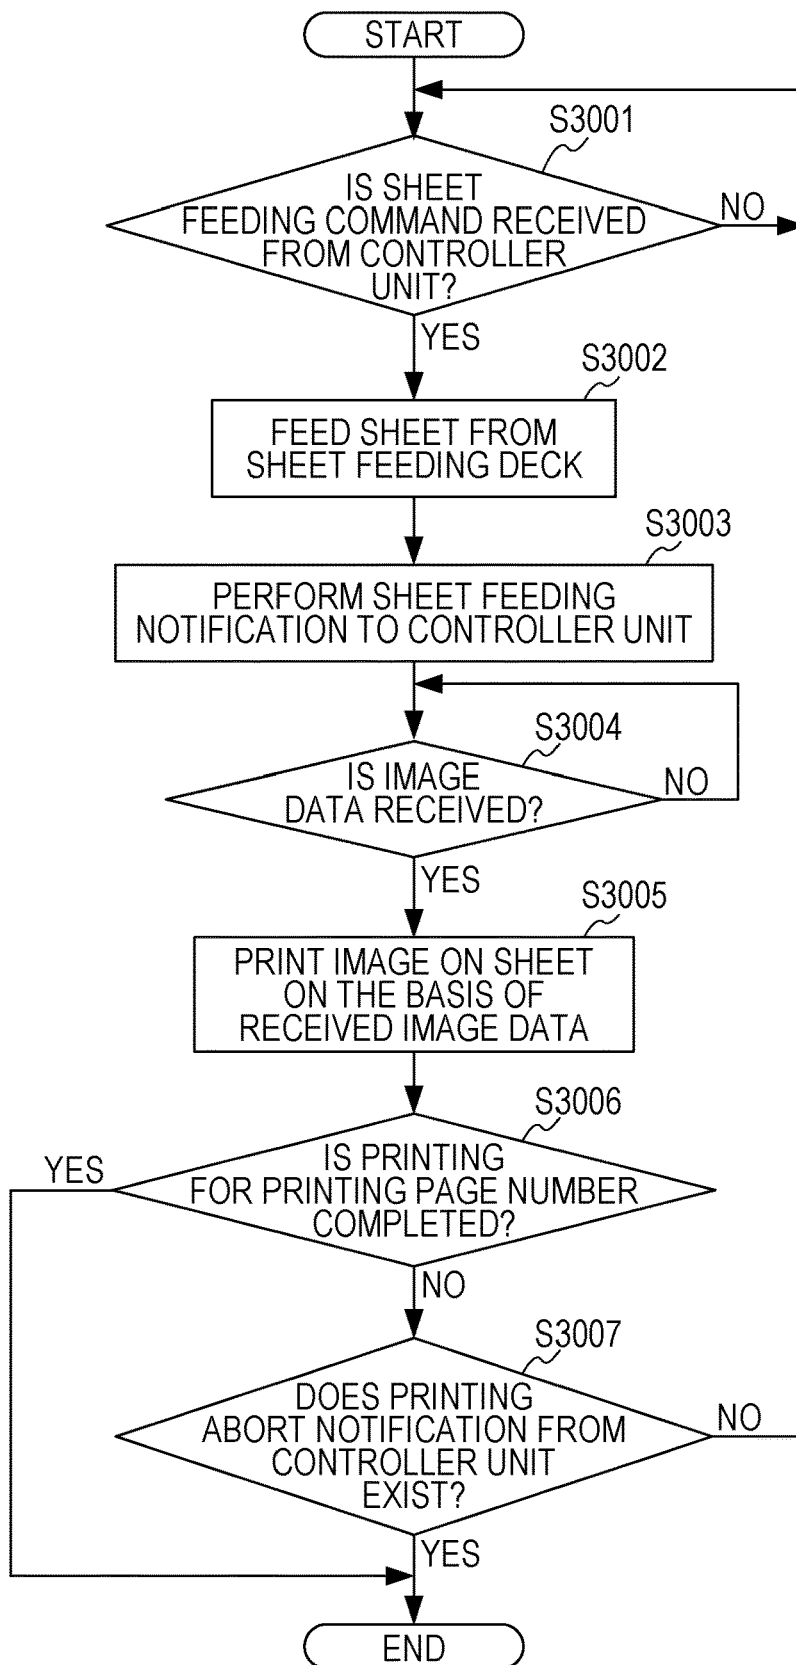 START
S3001
IS SHEET
FEEDING COMMAND RECEIVED
FROM CONTROLLER
UNIT?
NO
YES
S3002
FEED SHEET FROM
SHEET FEEDING DECK
S3003
PERFORM SHEET FEEDING
NOTIFICATION TO CONTROLLER UNIT
S3004
IS IMAGE
DATA RECEIVED?
NO
YES
S3005
PRINT IMAGE ON SHEET
ON THE BASIS OF
RECEIVED IMAGE DATA
S3006
YES
IS PRINTING
FOR PRINTING PAGE NUMBER
COMPLETED?
NO
S3007
DOES PRINTING
ABORT NOTIFICATION FROM
CONTROLLER UNIT
EXIST?
NO
YES
END